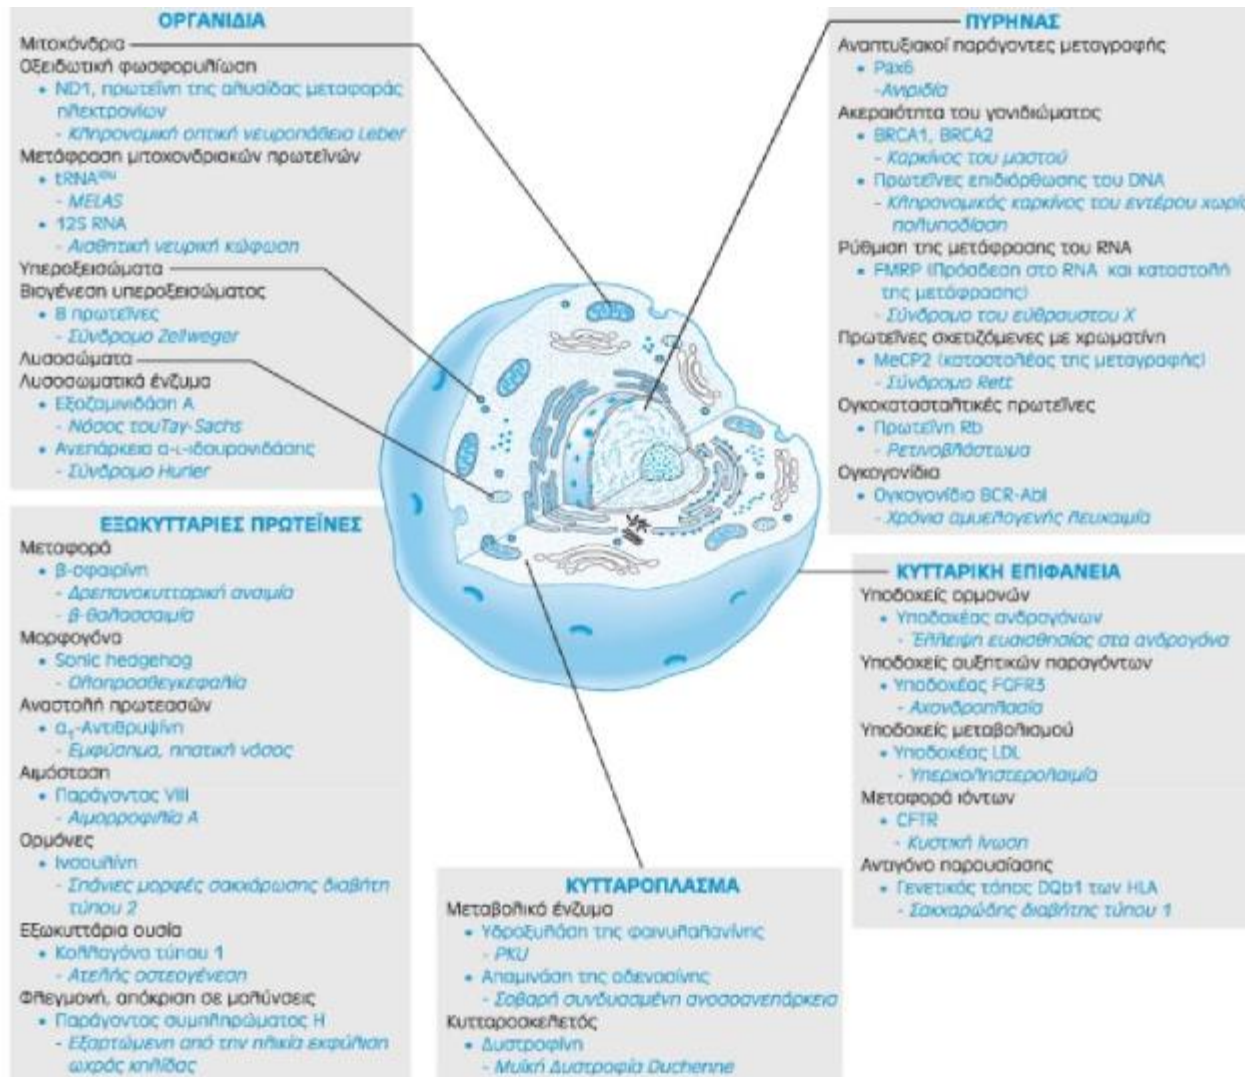 ΟΡΓΑΝΙΔΙΑ
Μιτοχόνδρια
Οξειδωτική φωσφορυλίωση
• ND1, πρωτεΐνη της αλυσίδας μεταφοράς
ηλεκτρονίων
- Κληρονομική οπτική νευροπάθεια Leber
Μετάφραση μιτοχονδριακών πρωτεϊνών
• tRNAˡᵉᵘ
- MELAS
• 12S RNA
- Αισθητική νευρική κώφωση
Υπεροξεισώματα
Βιογένεση υπεροξεισώματος
• 8 πρωτεΐνες
- Σύνδρομο Zellweger
Λυσοσώματα
Λυσοσωματικά ένζυμα
• Εξοζαμινιδάση Α
- Νόσος τουTay-Sachs
• Ανεπάρκεια α-L-ιδουρονιδάσης
- Σύνδρομο Hurler
ΕΞΩΚΥΤΤΑΡΙΕΣ ΠΡΩΤΕΪΝΕΣ
Μεταφορά
• β-σφαιρίνη
- Δρεπανοκυτταρική αναιμία
- β-θαλασσαιμία
Μορφογόνα
• Sonic hedgehog
- Ολοπροσθεγκεφαλία
Αναστολή πρωτεασών
• α₁-Αντιθρυψίνη
- Εμφύσημα, ηπατική νόσος
Αιμόσταση
• Παράγοντας VIII
- Αιμορροφιλία Α
Ορμόνες
• Ινσουλίνη
- Σπάνιες μορφές σακχάρωσης διαβήτη
τύπου 2
Εξωκυττάρια ουσία
• Κολλαγόνο τύπου 1
- Ατελής οστεογένεση
Φλεγμονή, απόκριση σε μολύνσεις
• Παράγοντας συμπληρώματος Η
- Εξαρτώμενη από την ηλικία εκφύλιση
ωχράς κηλίδας
ΠΥΡΗΝΑΣ
Αναπτυξιακοί παράγοντες μεταγραφής
• Pax6
-Ανιριδία
Ακεραιότητα του γονιδιώματος
• BRCA1, BRCA2
- Καρκίνος του μαστού
• Πρωτεΐνες επιδιόρθωσης του DNA
- Κληρονομικός καρκίνος του εντέρου χωρίς
πολυποδίαση
Ρύθμιση της μετάφρασης του RNA
• FMRP (Πρόσδεση στο RNA και καταστολή
της μετάφρασης)
- Σύνδρομο του εύθραυστου Χ
Πρωτεΐνες σχετιζόμενες με χρωματίνη
• MeCP2 (καταστολέας της μεταγραφής)
- Σύνδρομο Rett
Ογκοκατασταλτικές πρωτεΐνες
• Πρωτεΐνη Rb
- Ρετινοβλάστωμα
Ογκογονίδια
• Ογκογονίδιο BCR-Abl
- Χρόνια αμυελογενής λευχαιμία
ΚΥΤΤΑΡΙΚΗ ΕΠΙΦΑΝΕΙΑ
Υποδοχείς ορμονών
• Υποδοχέας ανδρογόνων
- Έλλειψη ευαισθησίας στα ανδρογόνα
Υποδοχείς αυξητικών παραγόντων
• Υποδοχέας FGFR3
- Αχονδροπλασία
Υποδοχείς μεταβολισμού
• Υποδοχέας LDL
- Υπερχοληστερολαιμία
Μεταφορά ιόντων
• CFTR
- Κυστική ίνωση
Αντιγόνο παρουσίασης
• Γενετικός τόπος DQb1 των HLA
- Σακχαρώδης διαβήτης τύπου 1
ΚΥΤΤΑΡΟΠΛΑΣΜΑ
Μεταβολικό ένζυμα
• Υδροξυλάση της φαινυλαλανίνης
- PKU
• Απαμινάση της αδενοσίνης
- Σοβαρή συνδυασμένη ανοσοανεπάρκεια
Κυτταροσκελετός
• Δυστροφίνη
- Μυϊκή Δυστροφία Duchenne